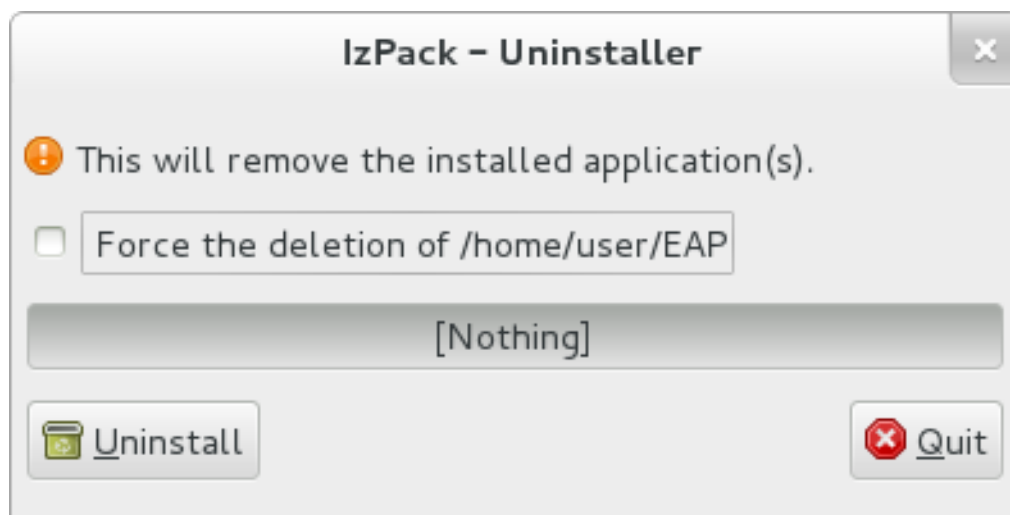 IzPack - Uninstaller
This will remove the installed application(s).
Force the deletion of /home/user/EAP
[Nothing]
Uninstall
Quit